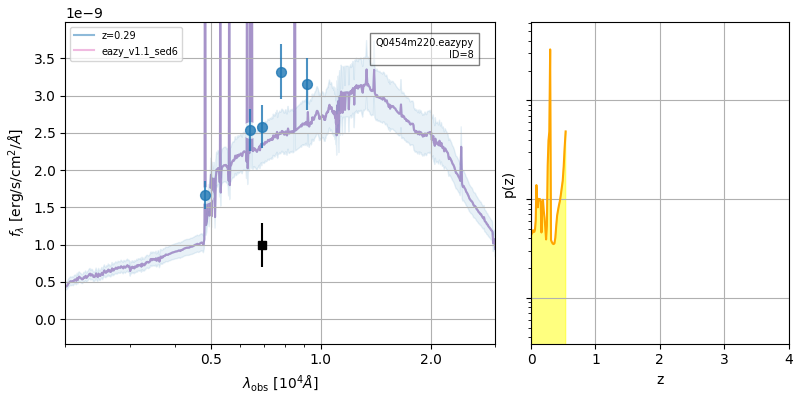 1e−9
z=0.29
eazy_v1.1_sed6
Q0454m220.eazypy
ID=8
3.5
3.0
2.5
2.0
1.5
1.0
0.5
0.0
fλ [erg/s/cm²/Å]
0.5
1.0
2.0
λobs [10⁴Å]
p(z)
0
1
2
3
4
z